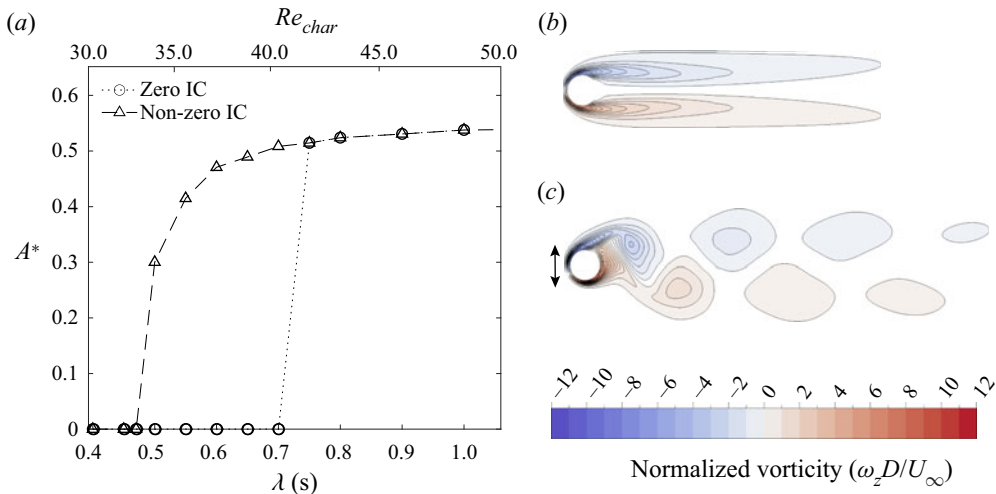 (a)
Re_char
30.0 35.0 40.0 45.0 50.0
Zero IC
Non-zero IC
0.6
0.5
0.4
A*
0.3
0.2
0.1
0
0.4 0.5 0.6 0.7 0.8 0.9 1.0
λ (s)
(b)
(c)
−12 −10 −8 −6 −4 −2 0 2 4 6 8 10 12
Normalized vorticity (ω_z D/U_∞)